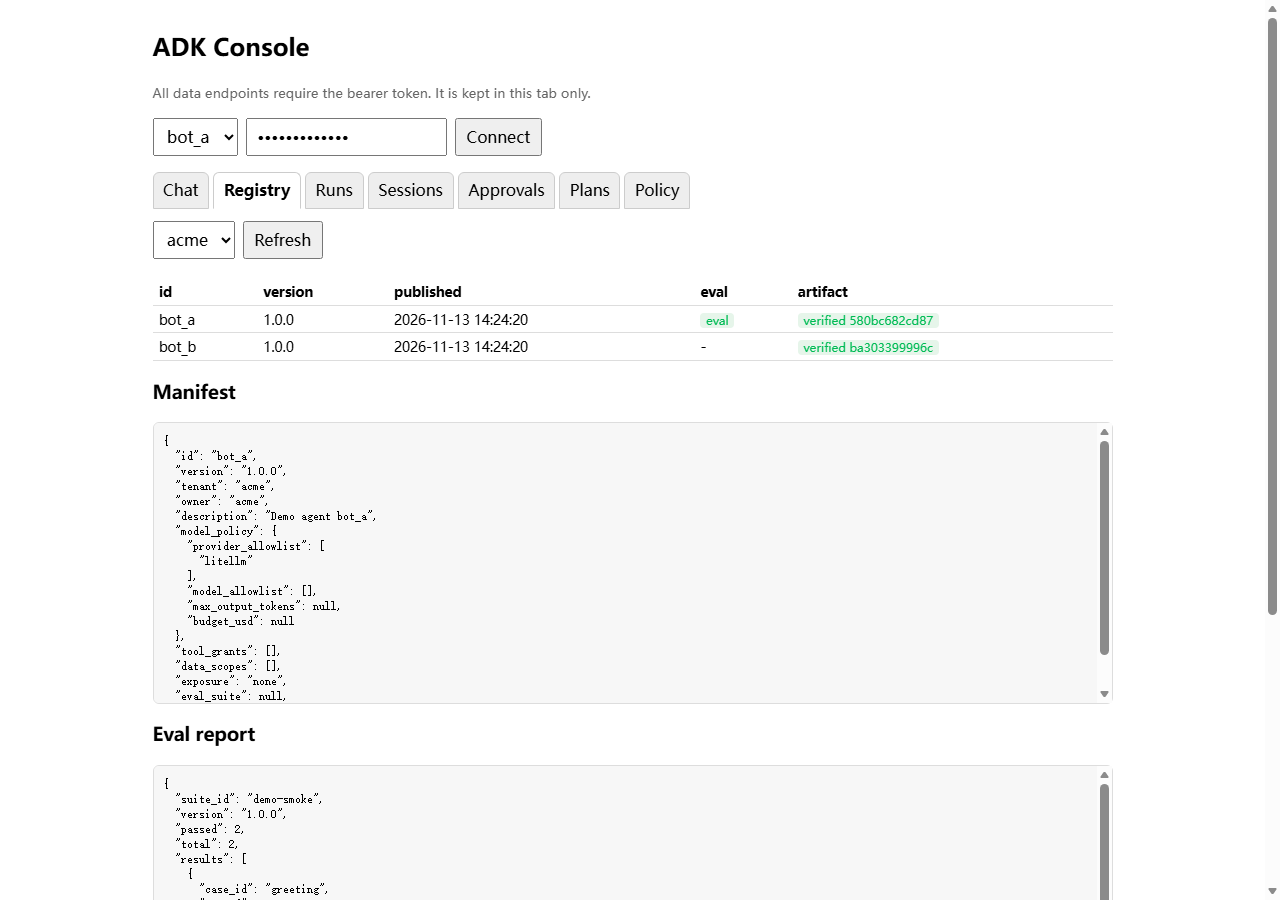 ADK Console
All data endpoints require the bearer token. It is kept in this tab only.
bot_a ••••••••••••• Connect
Chat Registry Runs Sessions Approvals Plans Policy
acme Refresh
id version published eval artifact
bot_a 1.0.0 2026-11-13 14:24:20 eval verified 580bc682cd87
bot_b 1.0.0 2026-11-13 14:24:20 - verified ba303399996c
Manifest
{
"id": "bot_a",
"version": "1.0.0",
"tenant": "acme",
"owner": "acme",
"description": "Demo agent bot_a",
"model_policy": {
"provider_allowlist": [
"litellm"
],
"model_allowlist": [],
"max_output_tokens": null,
"budget_usd": null
},
"tool_grants": [],
"data_scopes": [],
"exposure": "none",
"eval_suite": null,
Eval report
{
"suite_id": "demo-smoke",
"version": "1.0.0",
"passed": 2,
"total": 2,
"results": [
{
"case_id": "greeting",